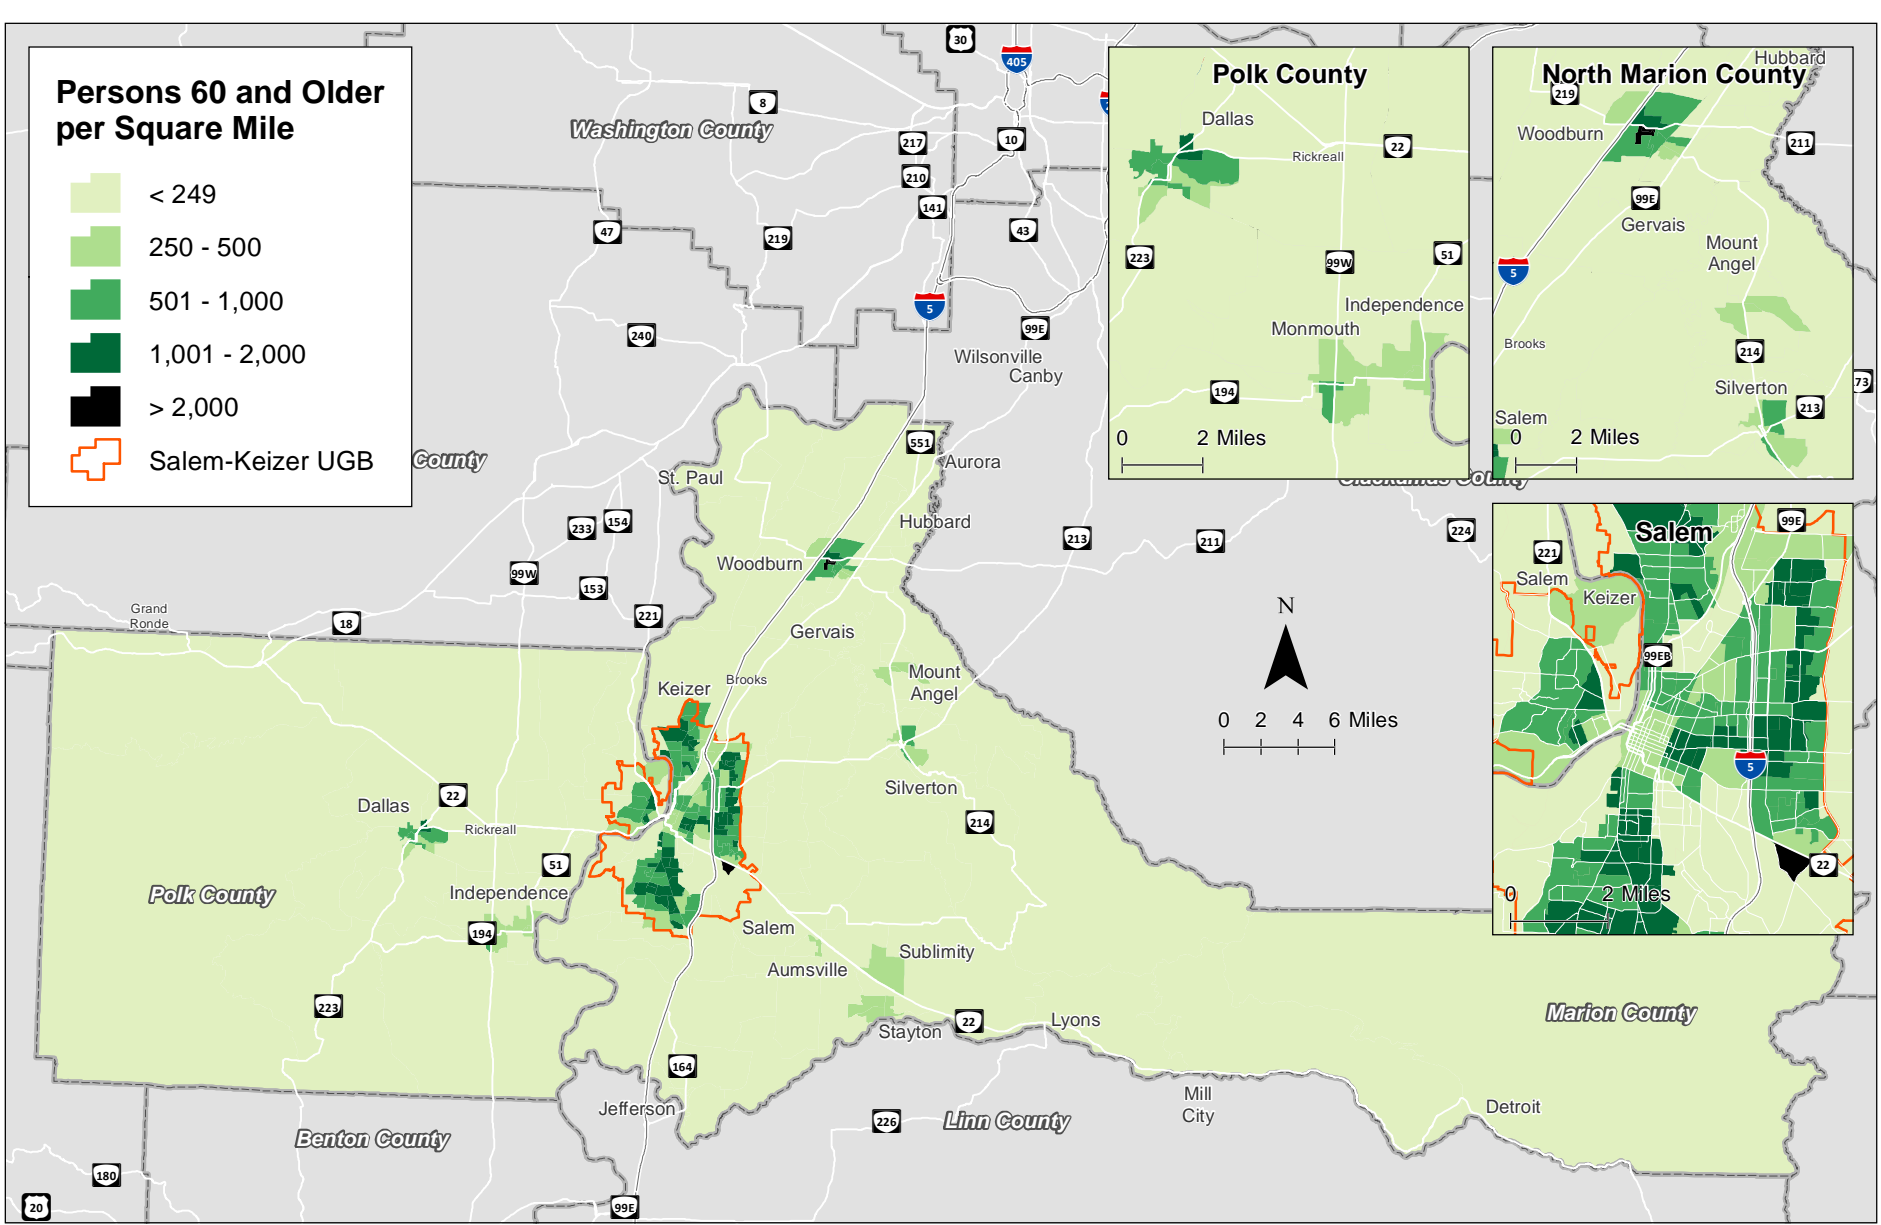 Persons 60 and Older
per Square Mile
< 249
250 - 500
501 - 1,000
1,001 - 2,000
> 2,000
Salem-Keizer UGB
30
405
8
Washington County
217
10
210
141
47
219
43
5
240
99E
Wilsonville
Canby
County
551
Aurora
St. Paul
Hubbard
233
154
213
211
224
Woodburn
99W
153
Grand
Ronde
18
221
Gervais
Mount
Angel
Brooks
Keizer
N
0 2 4 6 Miles
Silverton
Dallas
22
Rickreall
214
51
Polk County
Independence
194
Salem
Sublimity
Aumsville
223
22
Stayton
Lyons
Marion County
164
Jefferson
Mill
City
Detroit
226
Linn County
Benton County
180
20
99E
73
County
Polk County
Dallas
Rickreall
22
223
99W
51
Independence
Monmouth
194
0 2 Miles
North Marion County
Hubbard
219
Woodburn
211
99E
Gervais
Mount
Angel
5
Brooks
214
Silverton
213
Salem
0 2 Miles
Salem
99E
221
Salem
Keizer
99EB
5
22
0 2 Miles